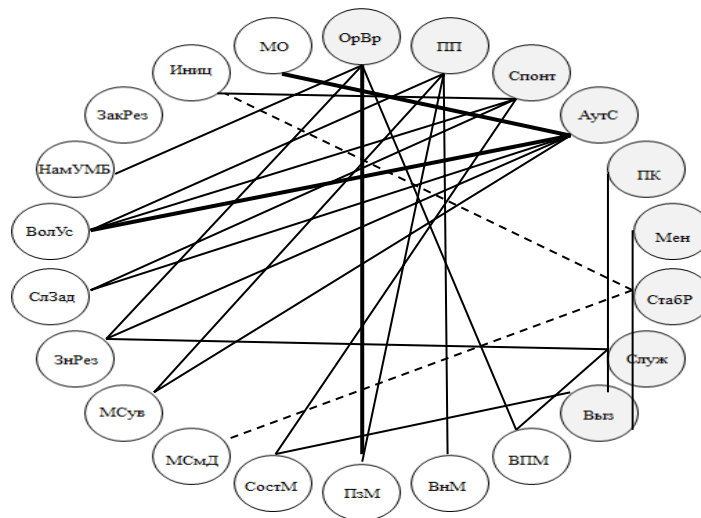 ОрВр
МО
ПП
Иниц
Спонт
ЗакРез
АутС
НамУМБ
ПК
ВолУс
Мен
СлЗад
СтабР
ЗнРез
Служ
МСув
Выз
МСмД
ВПМ
СостМ
ПзМ
ВнМ